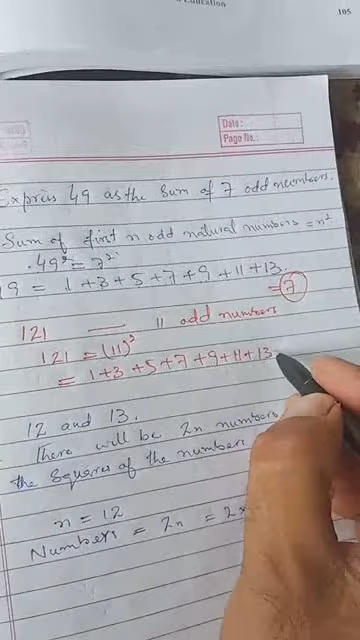 Education
105
Date:
Page No.:
Express 49 as the Sum of 7 odd numbers.
Sum of first n odd natural numbers = n²
49² = 7²
49 = 1 + 3 + 5 + 7 + 9 + 11 + 13.
= 7
121 — 11 odd numbers
121 = (11)²
= 1 + 3 + 5 + 7 + 9 + 11 + 13
12 and 13.
There will be 2n numbers
the Squares of the numbers
n = 12
Numbers = 2n = 2×